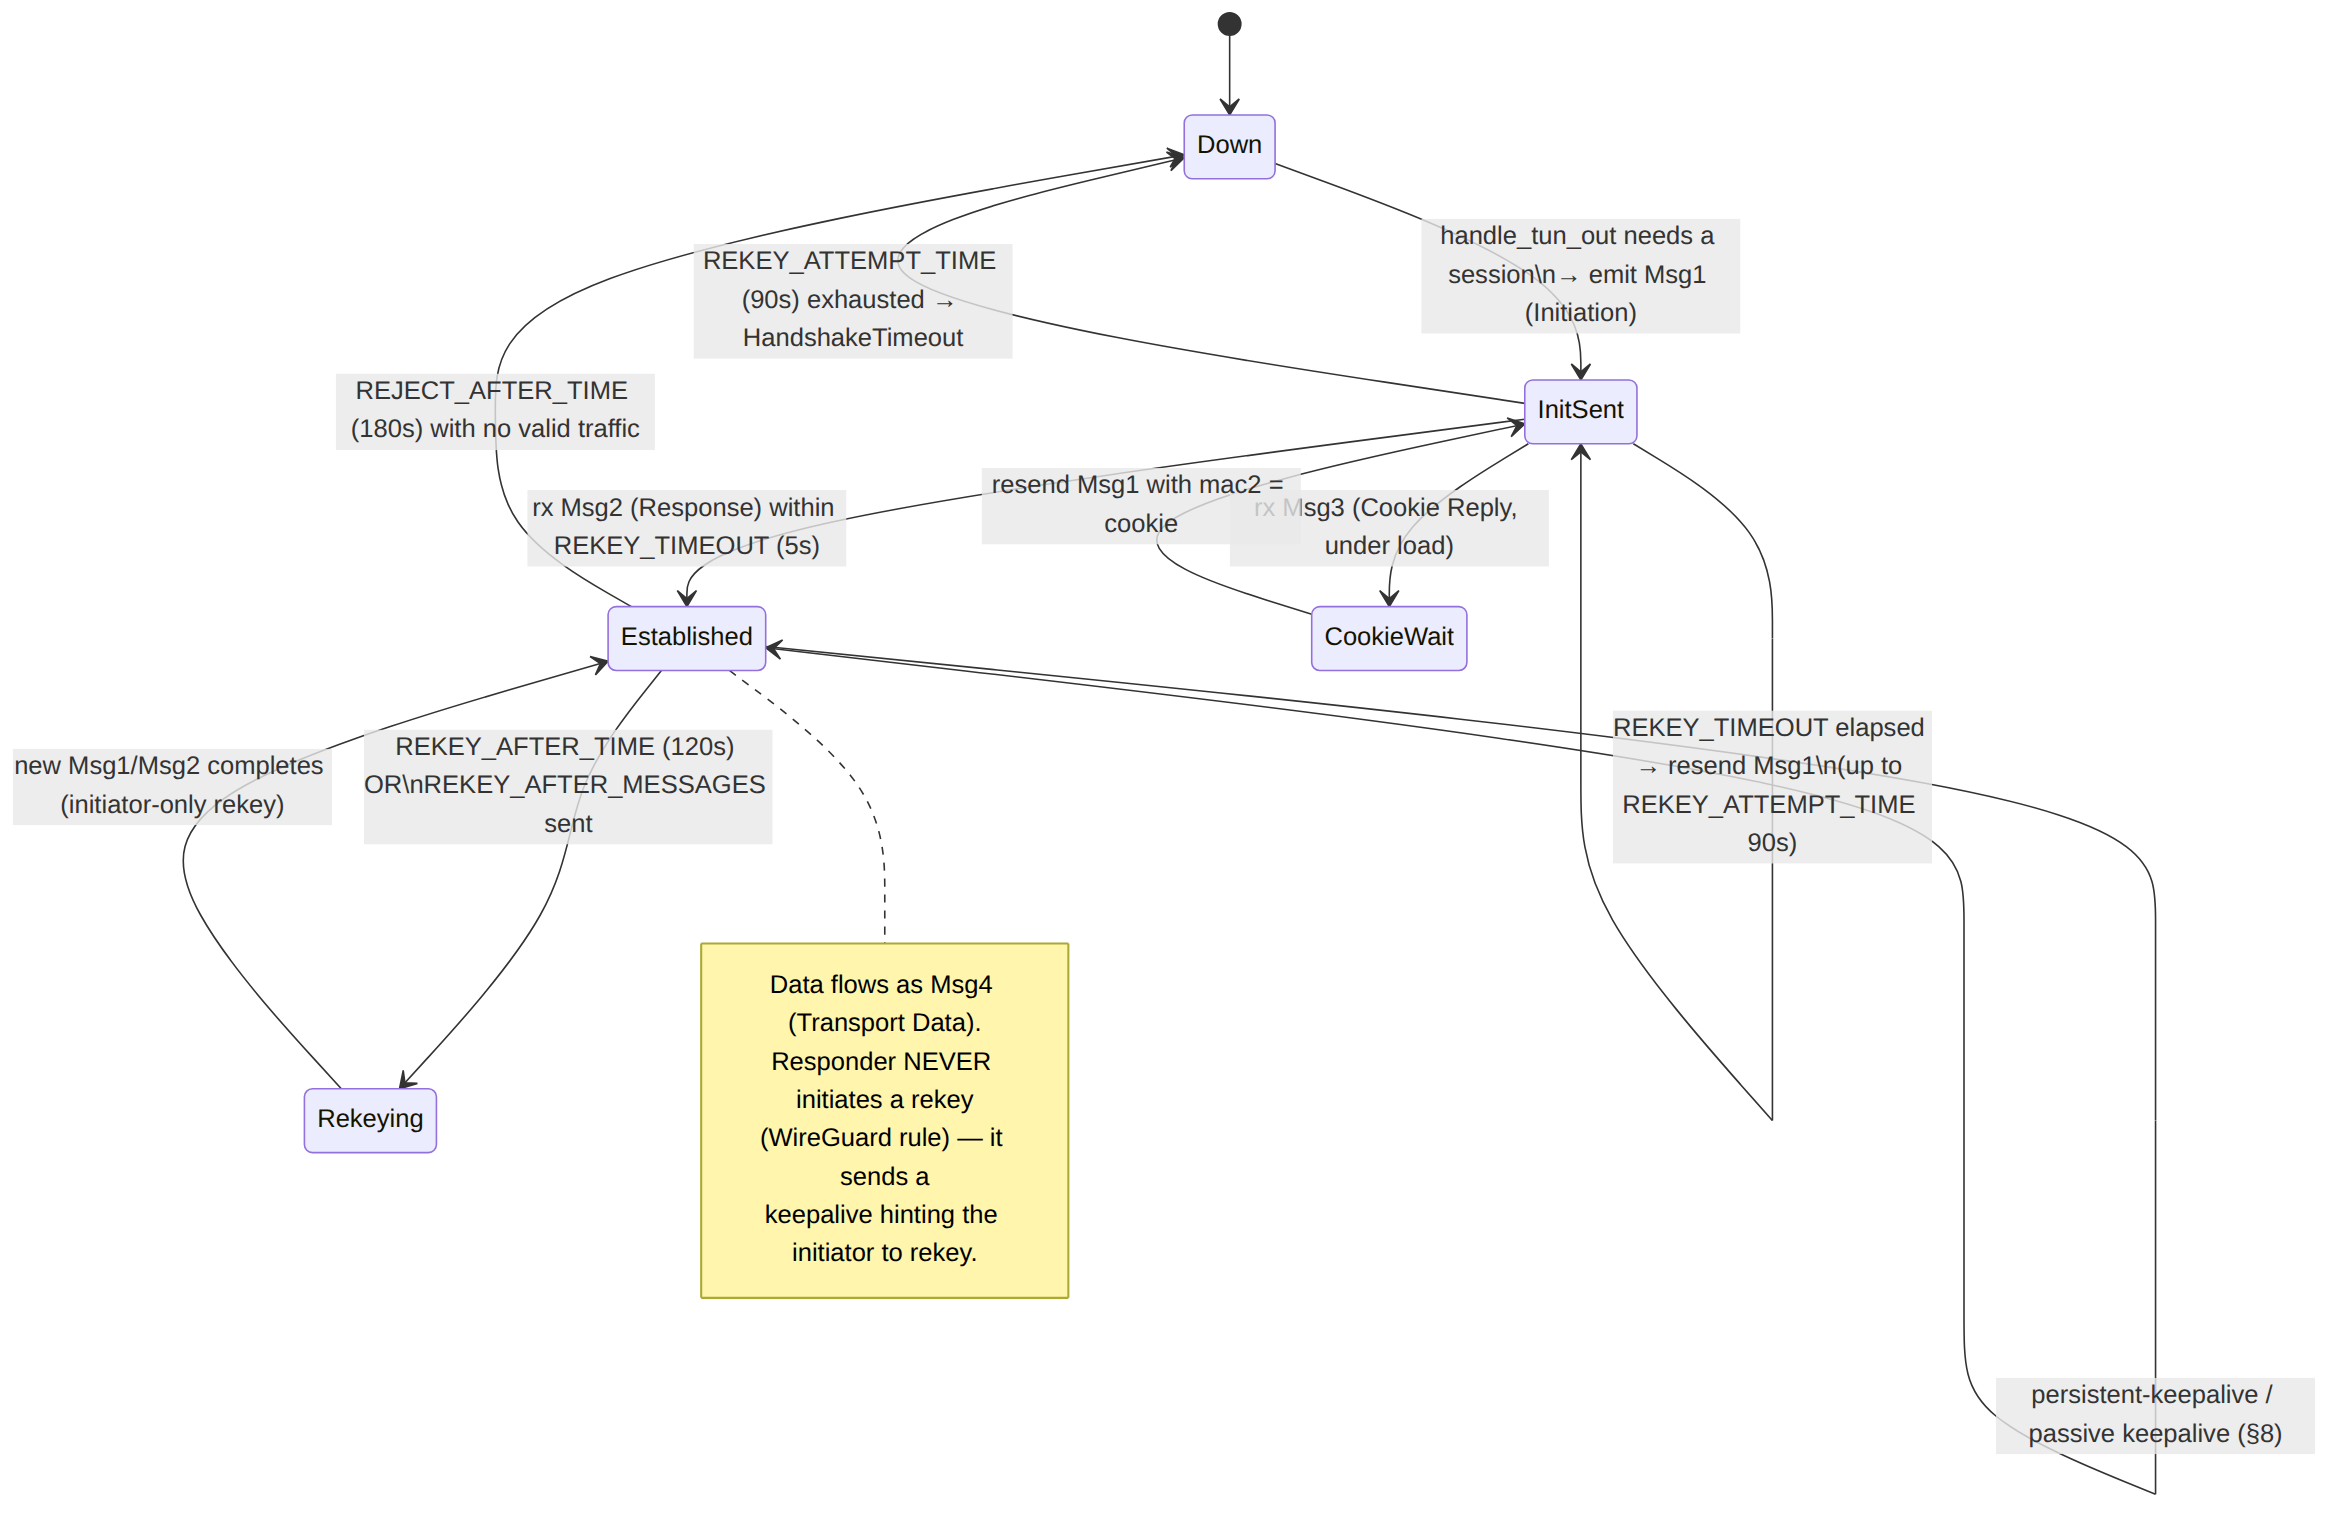 Down
handle_tun_out needs a
session\n→ emit Msg1
(Initiation)
REKEY_ATTEMPT_TIME
(90s) exhausted →
HandshakeTimeout
REJECT_AFTER_TIME
(180s) with no valid traffic
InitSent
rx Msg2 (Response) within
REKEY_TIMEOUT (5s)
resend Msg1 with mac2 =
cookie
rx Msg3 (Cookie Reply,
under load)
Established
CookieWait
new Msg1/Msg2 completes
(initiator-only rekey)
REKEY_AFTER_TIME (120s)
OR\nREKEY_AFTER_MESSAGES
sent
REKEY_TIMEOUT elapsed
→ resend Msg1\n(up to
REKEY_ATTEMPT_TIME
90s)
Rekeying
Data flows as Msg4
(Transport Data).
Responder NEVER
initiates a rekey
(WireGuard rule) — it
sends a
keepalive hinting the
initiator to rekey.
persistent-keepalive /
passive keepalive (§8)